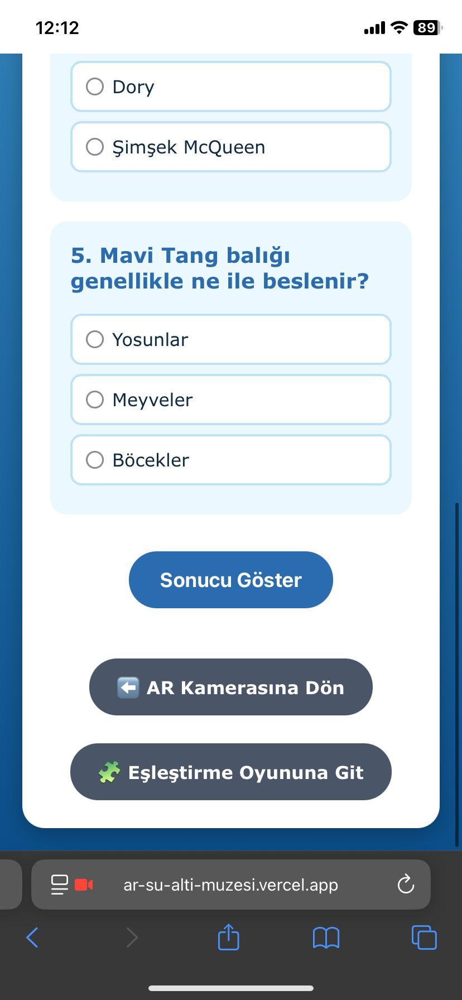 12:12
89
Dory
Şimşek McQueen
5. Mavi Tang balığı
genellikle ne ile beslenir?
Yosunlar
Meyveler
Böcekler
Sonucu Göster
AR Kamerasına Dön
Eşleştirme Oyununa Git
ar-su-alti-muzesi.vercel.app